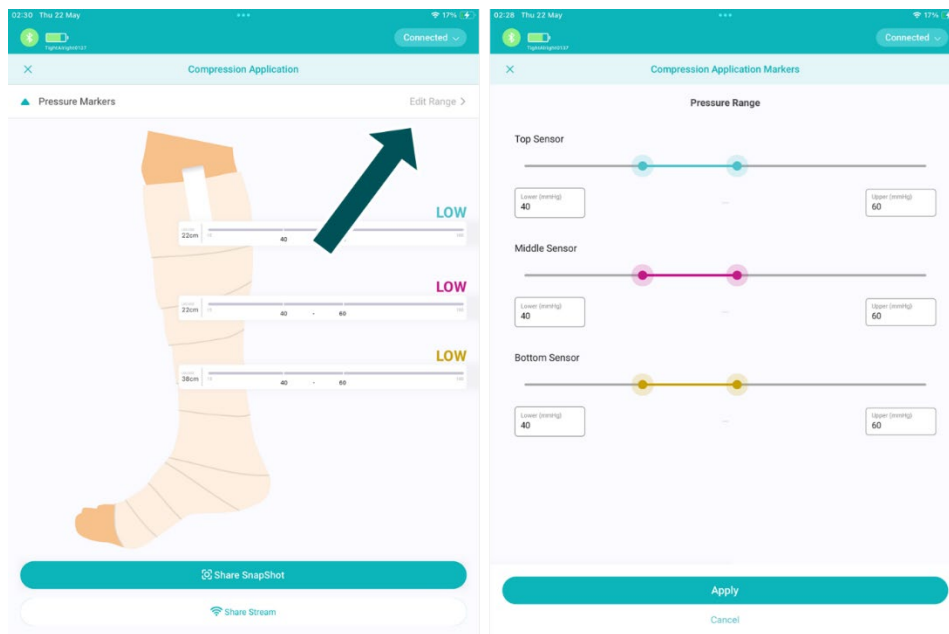 02:30 Thu 22 May
17%
TightAlright0137
Connected
Compression Application
Pressure Markers
Edit Range >
LOW
22cm
40
LOW
22cm
40 - 60
LOW
38cm
40 - 60
Share SnapShot
Share Stream
02:28 Thu 22 May
17%
TightAlright0137
Connected
Compression Application Markers
Pressure Range
Top Sensor
Lower (mmHg)
40
Upper (mmHg)
60
Middle Sensor
Lower (mmHg)
40
Upper (mmHg)
60
Bottom Sensor
Lower (mmHg)
40
Upper (mmHg)
60
Apply
Cancel